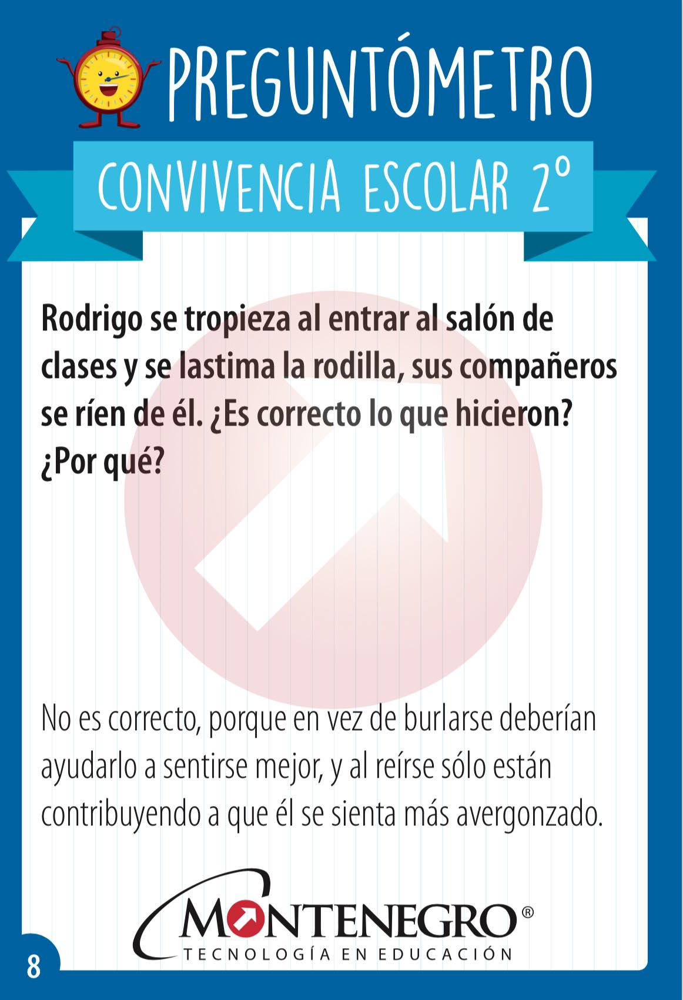 PREGUNTÓMETRO
CONVIVENCIA ESCOLAR 2º
Rodrigo se tropieza al entrar al salón de
clases y se lastima la rodilla, sus compañeros
se ríen de él. ¿Es correcto lo que hicieron?
¿Por qué?
No es correcto, porque en vez de burlarse deberían
ayudarlo a sentirse mejor, y al reírse sólo están
contribuyendo a que él se sienta más avergonzado.
MONTENEGRO®
TECNOLOGÍA EN EDUCACIÓN
8